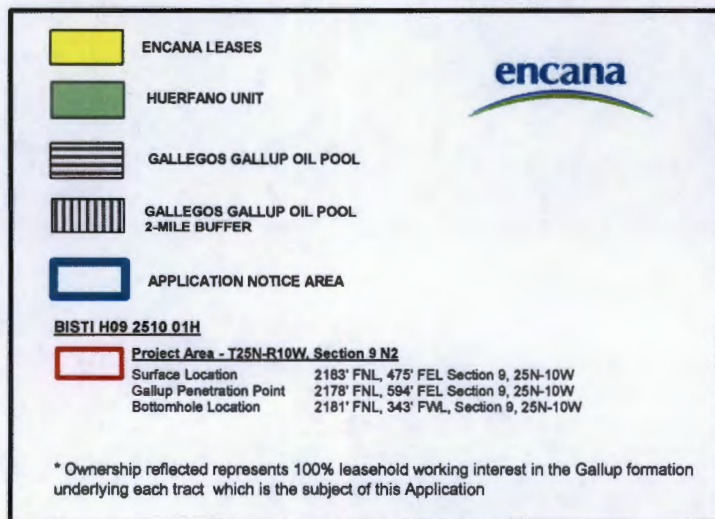 ENCANA LEASES
encana
HUERFANO UNIT
GALLEGOS GALLUP OIL POOL
GALLEGOS GALLUP OIL POOL
2-MILE BUFFER
APPLICATION NOTICE AREA
BISTI H09 2510 01H
Project Area - T25N-R10W, Section 9 N2
Surface Location 2183' FNL, 475' FEL Section 9, 25N-10W
Gallup Penetration Point 2178' FNL, 594' FEL Section 9, 25N-10W
Bottomhole Location 2181' FNL, 343' FWL, Section 9, 25N-10W
* Ownership reflected represents 100% leasehold working interest in the Gallup formation
underlying each tract which is the subject of this Application